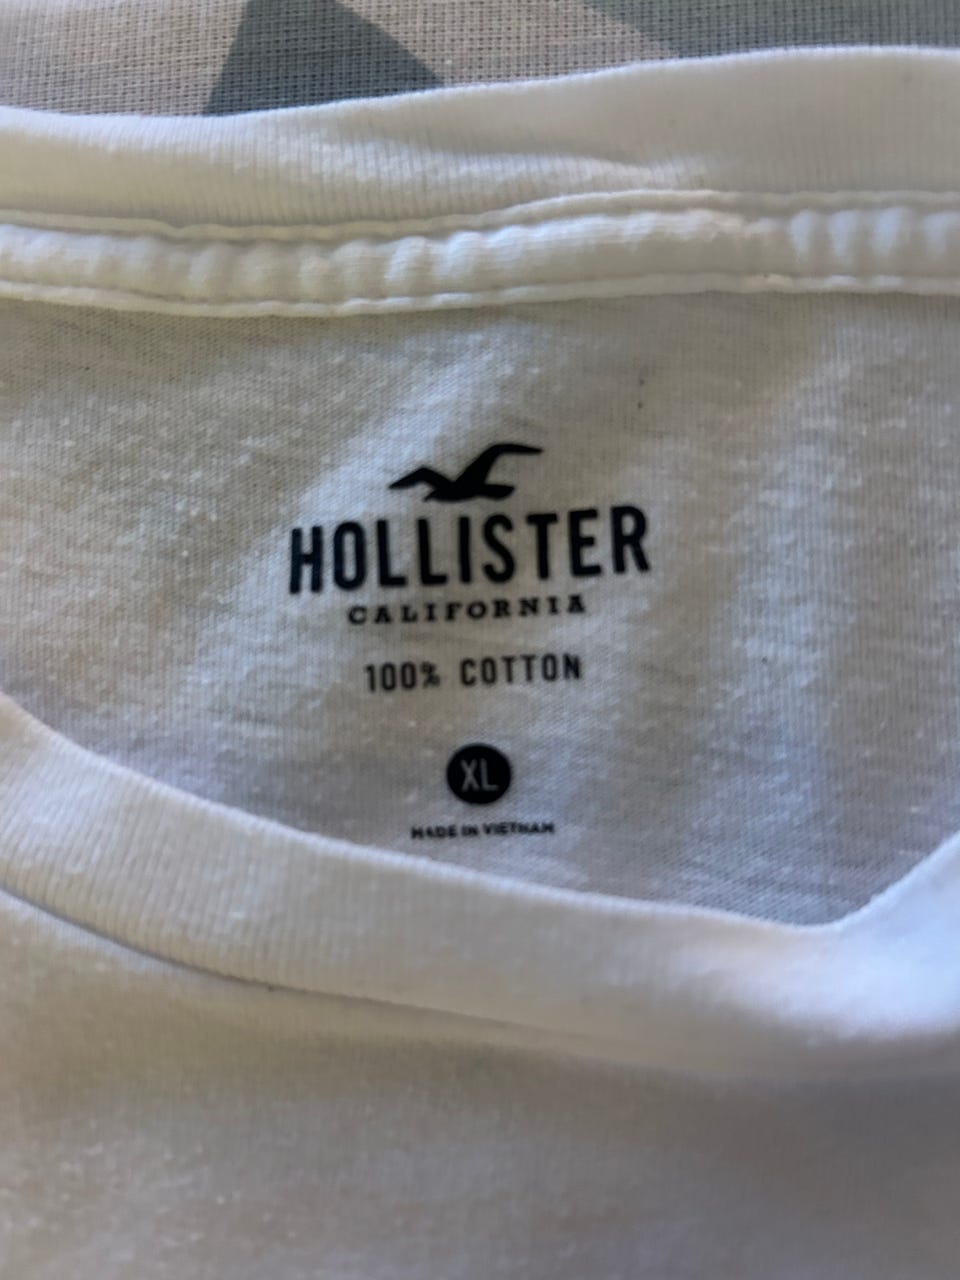 HOLLISTER
CALIFORNIA
100% COTTON
XL
MADE IN VIETNAM